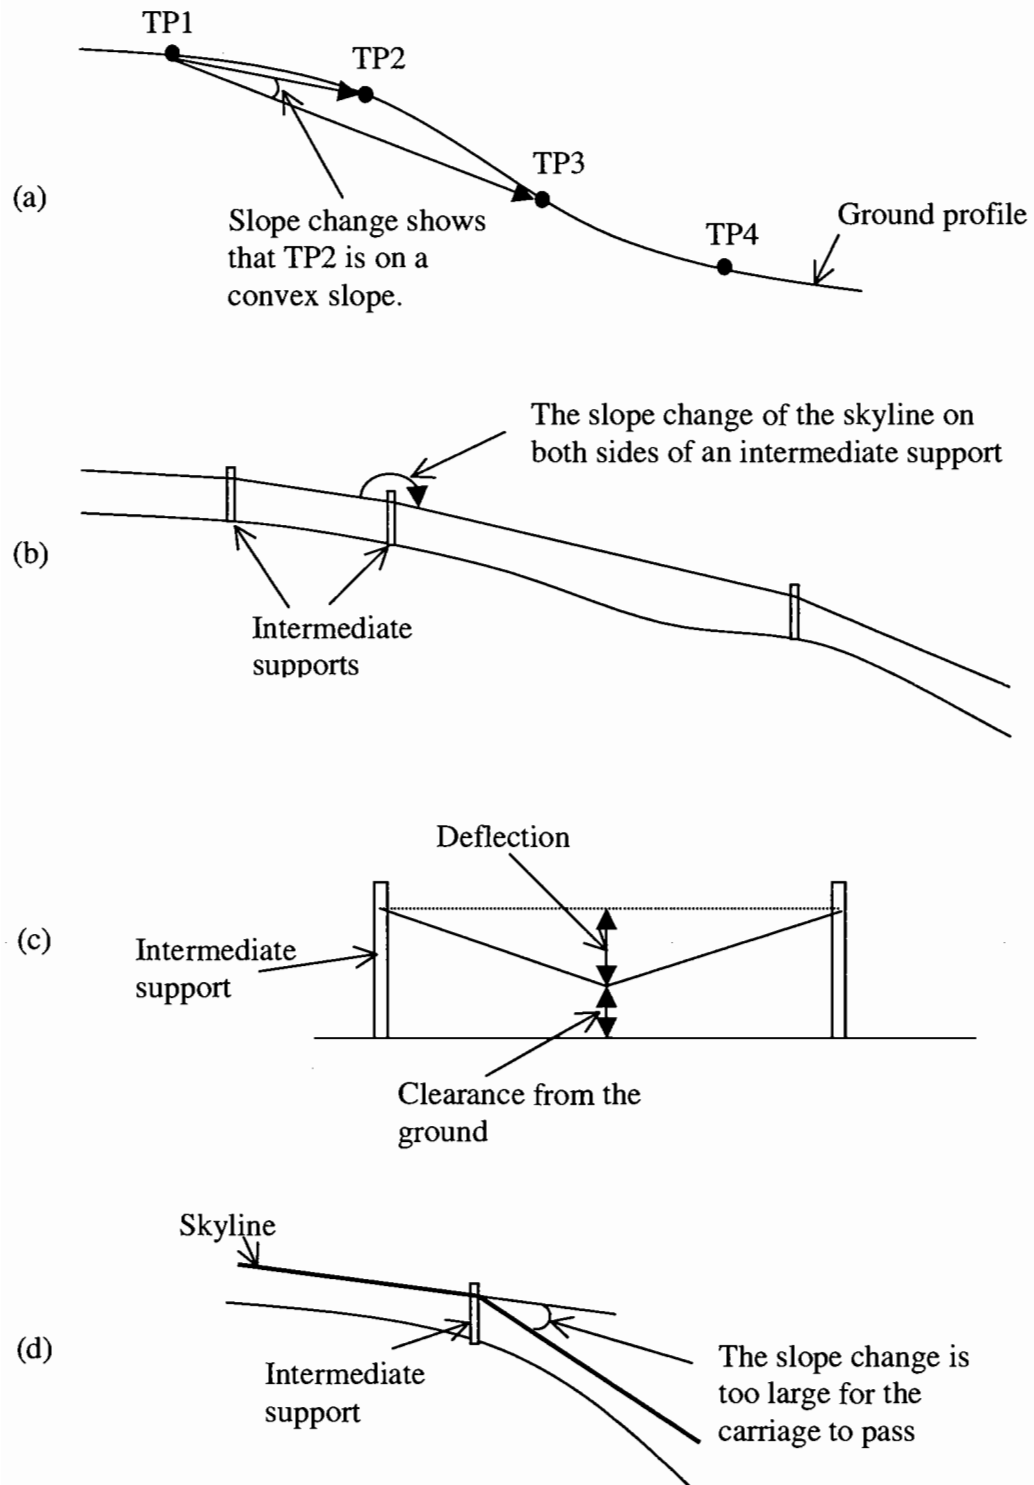 TP1
TP2
TP3
(a)
Slope change shows
that TP2 is on a
convex slope.
TP4
Ground profile
The slope change of the skyline on
both sides of an intermediate support
(b)
Intermediate
supports
Deflection
(c)
Intermediate
support
Clearance from the
ground
Skyline
(d)
Intermediate
support
The slope change is
too large for the
carriage to pass